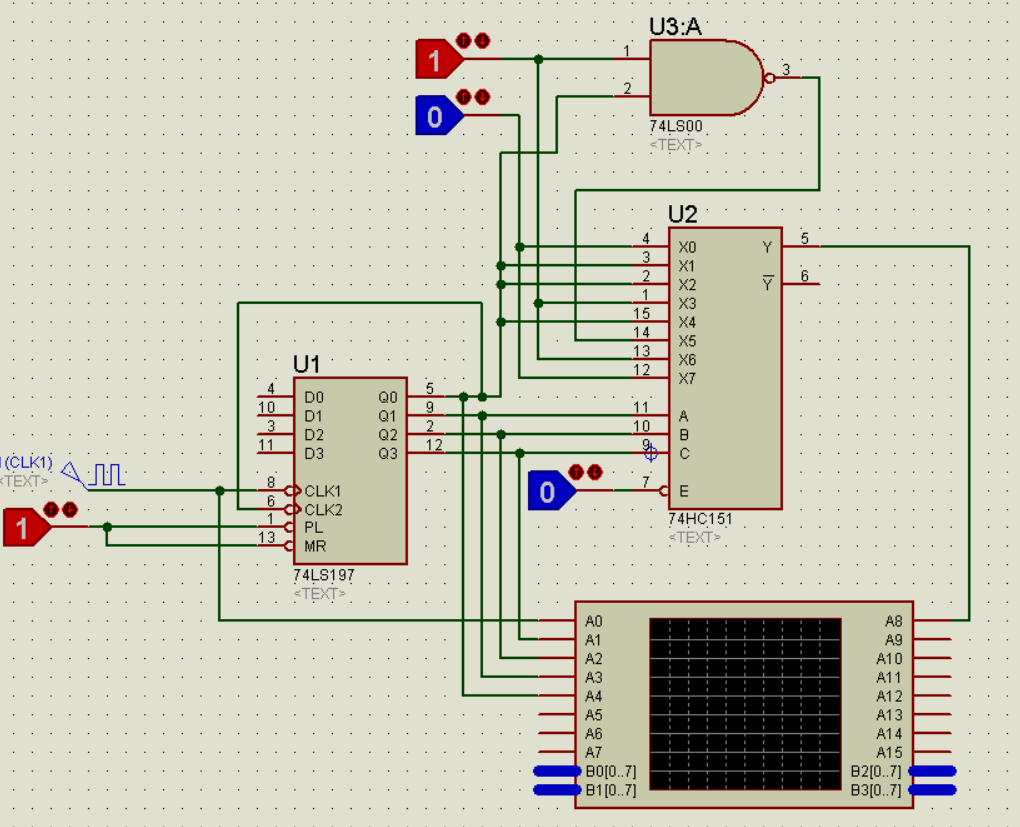 U3:A
1
1
2
3
0
74LS00
<TEXT>
U2
4 X0 Y 5
3 X1
2 X2 Y 6
1 X3
15 X4
14 X5
13 X6
12 X7
11 A
10 B
9 C
0
7 E
74HC151
<TEXT>
U1
4 D0 Q0 5
10 D1 Q1 9
3 D2 Q2 2
11 D3 Q3 12
(CLK1)
<TEXT>
8 CLK1
6 CLK2
1
1 PL
13 MR
74LS197
<TEXT>
A0 A8
A1 A9
A2 A10
A3 A11
A4 A12
A5 A13
A6 A14
A7 A15
B0[0..7] B2[0..7]
B1[0..7] B3[0..7]